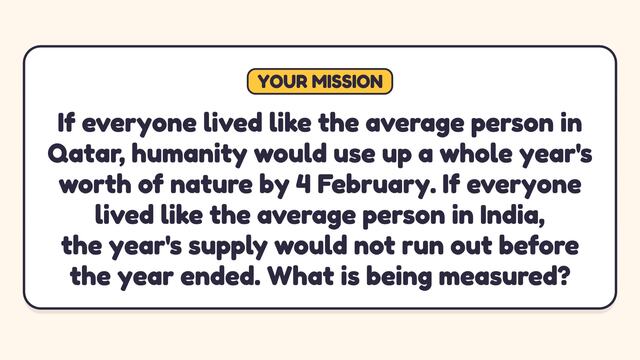 YOUR MISSION
If everyone lived like the average person in
Qatar, humanity would use up a whole year's
worth of nature by 4 February. If everyone
lived like the average person in India,
the year's supply would not run out before
the year ended. What is being measured?